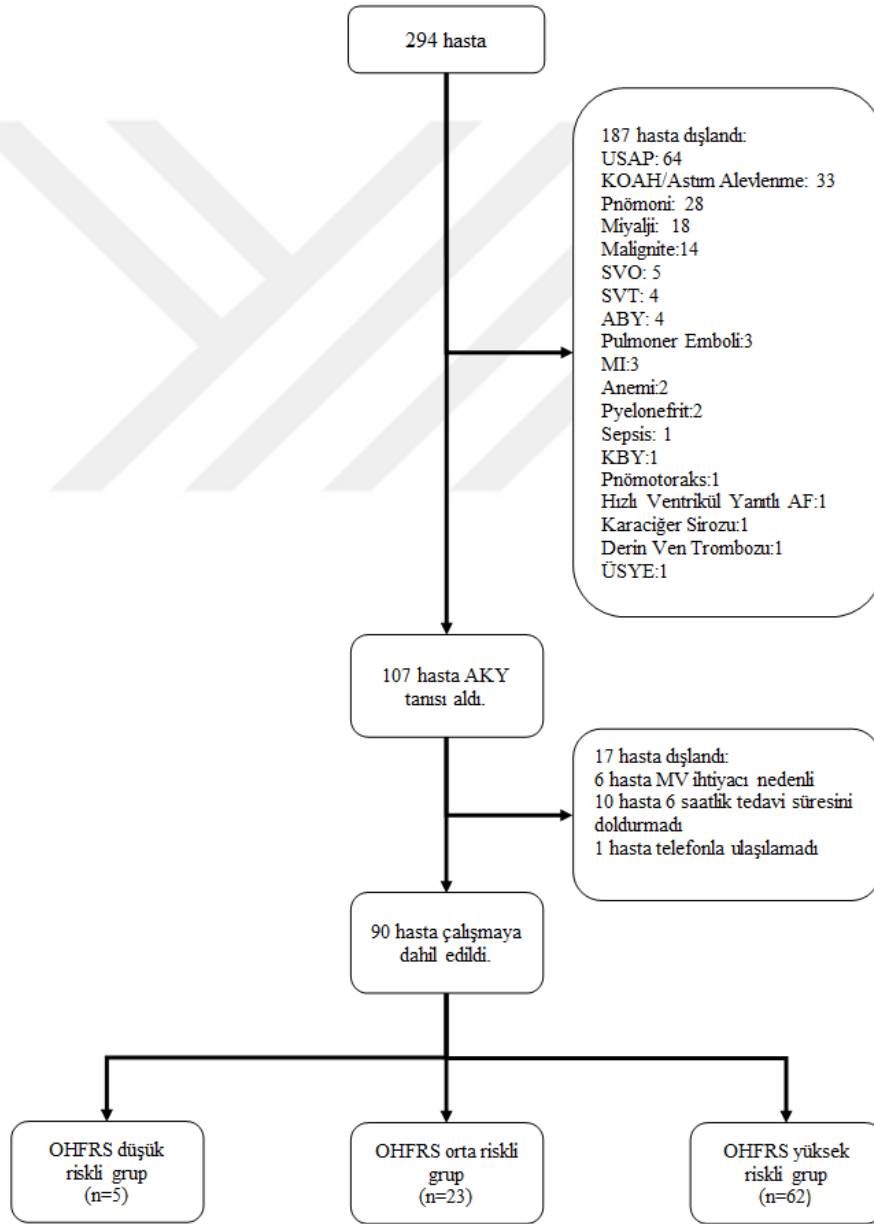 294 hasta
187 hasta dışlandı:
USAP: 64
KOAH/Astım Alevlenme: 33
Pnömoni: 28
Miyalji: 18
Malignite:14
SVO: 5
SVT: 4
ABY: 4
Pulmoner Emboli:3
MI:3
Anemi:2
Pyelonefrit:2
Sepsis: 1
KBY:1
Pnömotoraks:1
Hızlı Ventrikül Yanıtlı AF:1
Karaciğer Sirozu:1
Derin Ven Trombozu:1
ÜSYE:1
107 hasta AKY
tanısı aldı.
17 hasta dışlandı:
6 hasta MV ihtiyacı nedenli
10 hasta 6 saatlik tedavi süresini
doldurmadı
1 hasta telefonla ulaşılamadı
90 hasta çalışmaya
dahil edildi.
OHFRS düşük
riskli grup
(n=5)
OHFRS orta riskli
grup
(n=23)
OHFRS yüksek
riskli grup
(n=62)